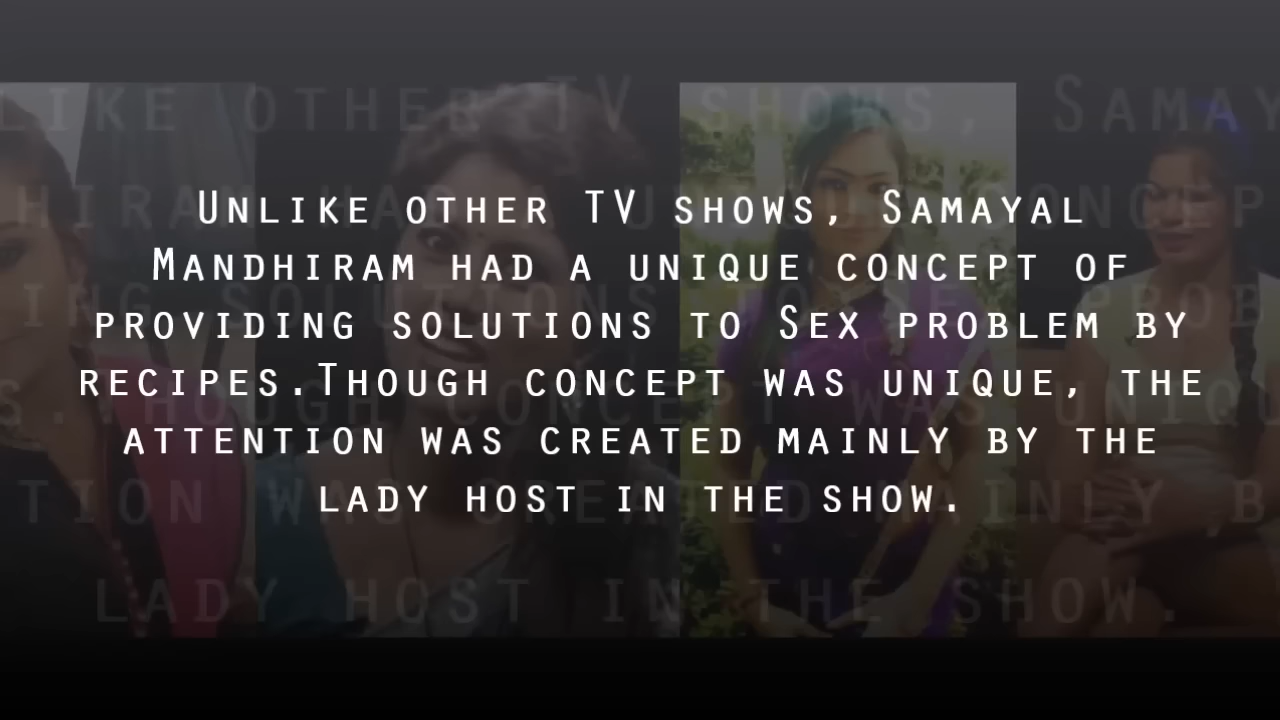 Unlike other TV shows, Samayal
Mandhiram had a unique concept of
providing solutions to Sex problem by
recipes.Though concept was unique, the
attention was created mainly by the
lady host in the show.